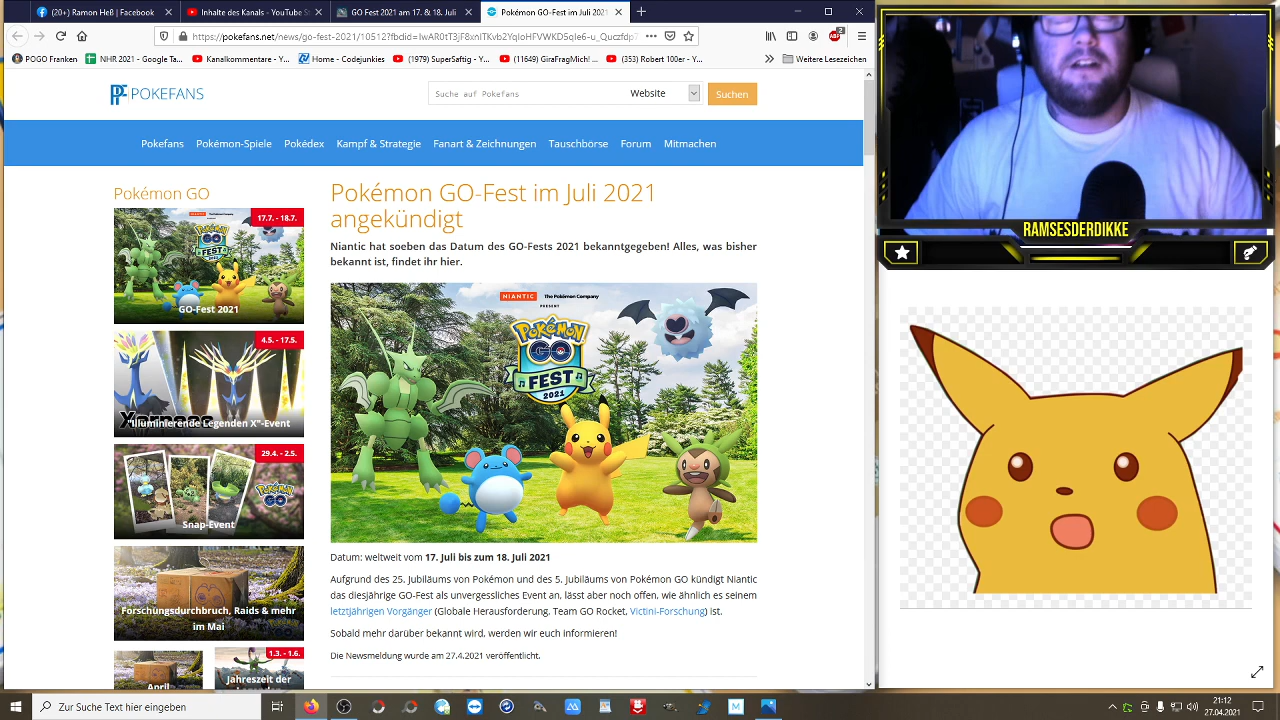 (20+) Ramon Heß | Facebook
Inhalte des Kanals - YouTube S
GO Fest 2021 am 17. & 18. Juli
Pokémon GO-Fest im Juli 2021
https://pokefans.net/news/go-fest-2021/10512?fbclid=
POGO Franken
NHR 2021 - Google Ta...
Kanalkommentare - Y...
Home - Codejunkies
(1979) SuperSaftig - Y...
(11649) GiraFragMich! ...
(353) Robert 100er - Y...
Weitere Lesezeichen
PF POKEFANS
Suche auf Pokefans
Website
Suchen
Pokefans Pokémon-Spiele Pokédex Kampf & Strategie Fanart & Zeichnungen Tauschbörse Forum Mitmachen
Pokémon GO
17.7. - 18.7.
GO-Fest 2021
4.5. - 17.5.
"Illuminierende Legenden X"-Event
29.4. - 2.5.
Snap-Event
Forschungsdurchbruch, Raids & mehr
im Mai
April
1.3. - 1.6.
Jahreszeit der
Pokémon GO-Fest im Juli 2021
angekündigt
Niantic hat soeben das Datum des GO-Fests 2021 bekanntgegeben! Alles, was bisher
bekannt ist, findet ihr hier.
NIANTIC The Pokémon Company
PRESENT
POKÉMON
GO
FEST
2021
Datum: weltweit vom 17. Juli bis zum 18. Juli 2021
Aufgrund des 25. Jubiläums von Pokémon und des 5. Jubiläums von Pokémon GO kündigt Niantic
das diesjährige GO-Fest als unvergessliches Event an, lässt aber noch offen, wie ähnlich es seinem
letztjährigen Vorgänger (Globale Herausforderung, Team GO Rocket, Victini-Forschung) ist.
Sobald mehr darüber bekannt wird, werden wir euch informieren!
Die Newsmeldung wurde am 27.4.2021 veröffentlicht.
RAMSESDERDIKKE
Zur Suche Text hier eingeben
21:12
27.04.2021